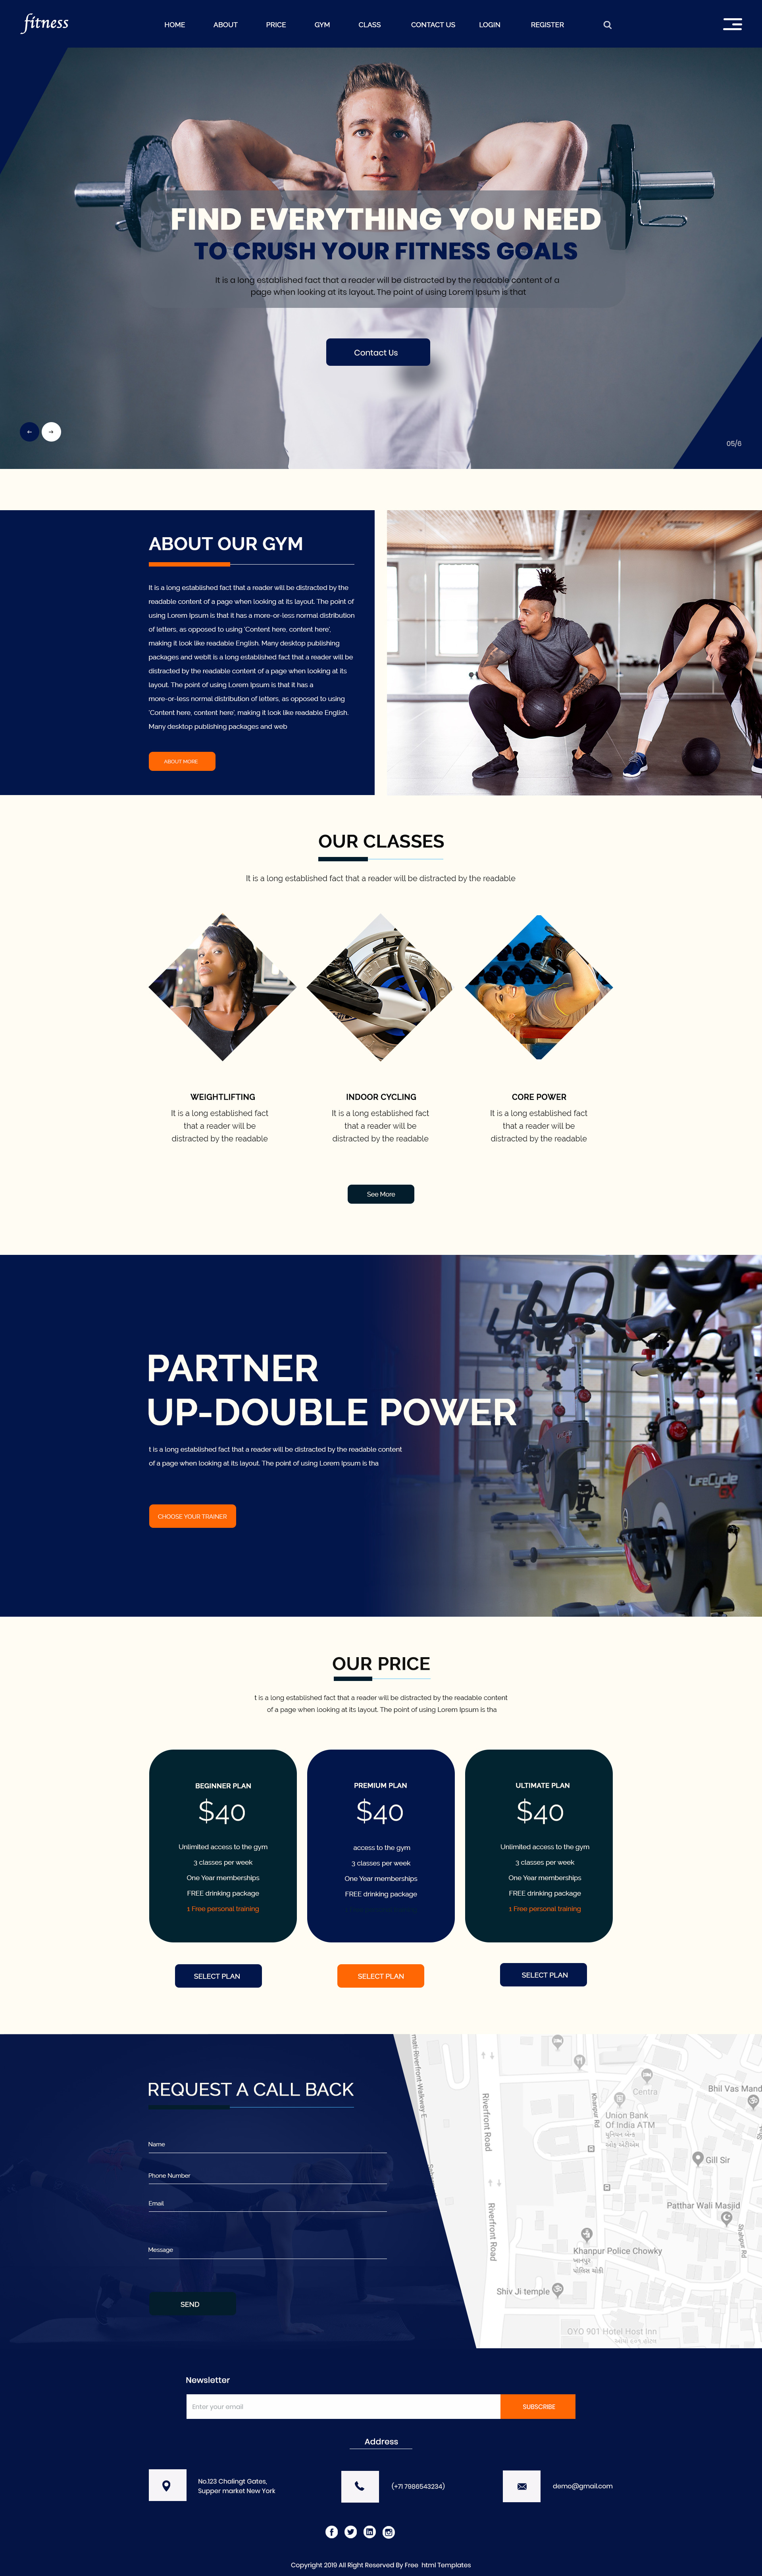 fitness
HOME ABOUT PRICE GYM CLASS CONTACT US LOGIN REGISTER
FIND EVERYTHING YOU NEED
TO CRUSH YOUR FITNESS GOALS
It is a long established fact that a reader will be distracted by the readable content of a
page when looking at its layout. The point of using Lorem Ipsum is that
Contact Us
05/6
ABOUT OUR GYM
It is a long established fact that a reader will be distracted by the
readable content of a page when looking at its layout. The point of
using Lorem Ipsum is that it has a more-or-less normal distribution
of letters, as opposed to using 'Content here, content here',
making it look like readable English. Many desktop publishing
packages and webIt is a long established fact that a reader will be
distracted by the readable content of a page when looking at its
layout. The point of using Lorem Ipsum is that it has a
more-or-less normal distribution of letters, as opposed to using
'Content here, content here', making it look like readable English.
Many desktop publishing packages and web
ABOUT MORE
OUR CLASSES
It is a long established fact that a reader will be distracted by the readable
WEIGHTLIFTING
It is a long established fact
that a reader will be
distracted by the readable
INDOOR CYCLING
It is a long established fact
that a reader will be
distracted by the readable
CORE POWER
It is a long established fact
that a reader will be
distracted by the readable
See More
PARTNER
UP-DOUBLE POWER
t is a long established fact that a reader will be distracted by the readable content
of a page when looking at its layout. The point of using Lorem Ipsum is tha
CHOOSE YOUR TRAINER
LifeCycle
SX
OUR PRICE
t is a long established fact that a reader will be distracted by the readable content
of a page when looking at its layout. The point of using Lorem Ipsum is tha
BEGINNER PLAN
$40
Unlimited access to the gym
3 classes per week
One Year memberships
FREE drinking package
1 Free personal training
SELECT PLAN
PREMIUM PLAN
$40
access to the gym
3 classes per week
One Year memberships
FREE drinking package
SELECT PLAN
ULTIMATE PLAN
$40
Unlimited access to the gym
3 classes per week
One Year memberships
FREE drinking package
1 Free personal training
SELECT PLAN
REQUEST A CALL BACK
Name
Phone Number
Email
Message
SEND
Riverfront Road
Riverfront Road
Khanpur Rd
Centra
Bhil Vas Mand
Union Bank
Of India ATM
Gill Sir
Patthar Wali Masjid
Shahpur Rd
Khanpur Police Chowky
ખાનપુર
પોલિસ ચોકી
Shiv Ji temple
OYO 901 Hotel Host Inn
Newsletter
Enter your email
SUBSCRIBE
Address
No.123 Chalingt Gates,
Supper market New York
(+71 7986543234)
demo@gmail.com
Copyright 2019 All Right Reserved By Free html Templates